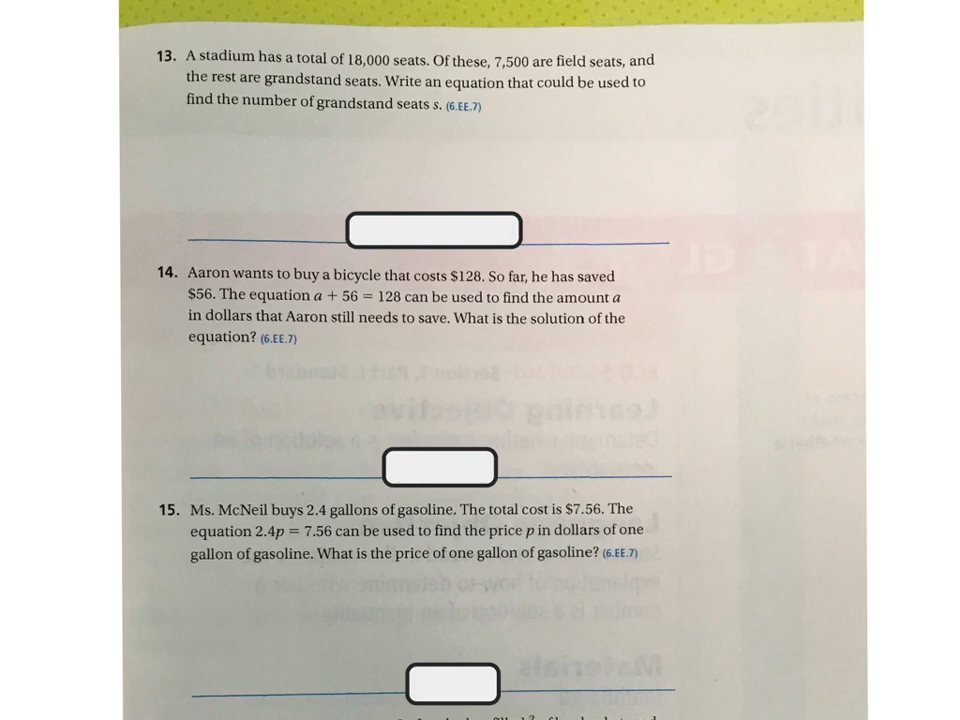 13. A stadium has a total of 18,000 seats. Of these, 7,500 are field seats, and
the rest are grandstand seats. Write an equation that could be used to
find the number of grandstand seats s. (6.EE.7)
14. Aaron wants to buy a bicycle that costs $128. So far, he has saved
$56. The equation a + 56 = 128 can be used to find the amount a
in dollars that Aaron still needs to save. What is the solution of the
equation? (6.EE.7)
15. Ms. McNeil buys 2.4 gallons of gasoline. The total cost is $7.56. The
equation 2.4p = 7.56 can be used to find the price p in dollars of one
gallon of gasoline. What is the price of one gallon of gasoline? (6.EE.7)